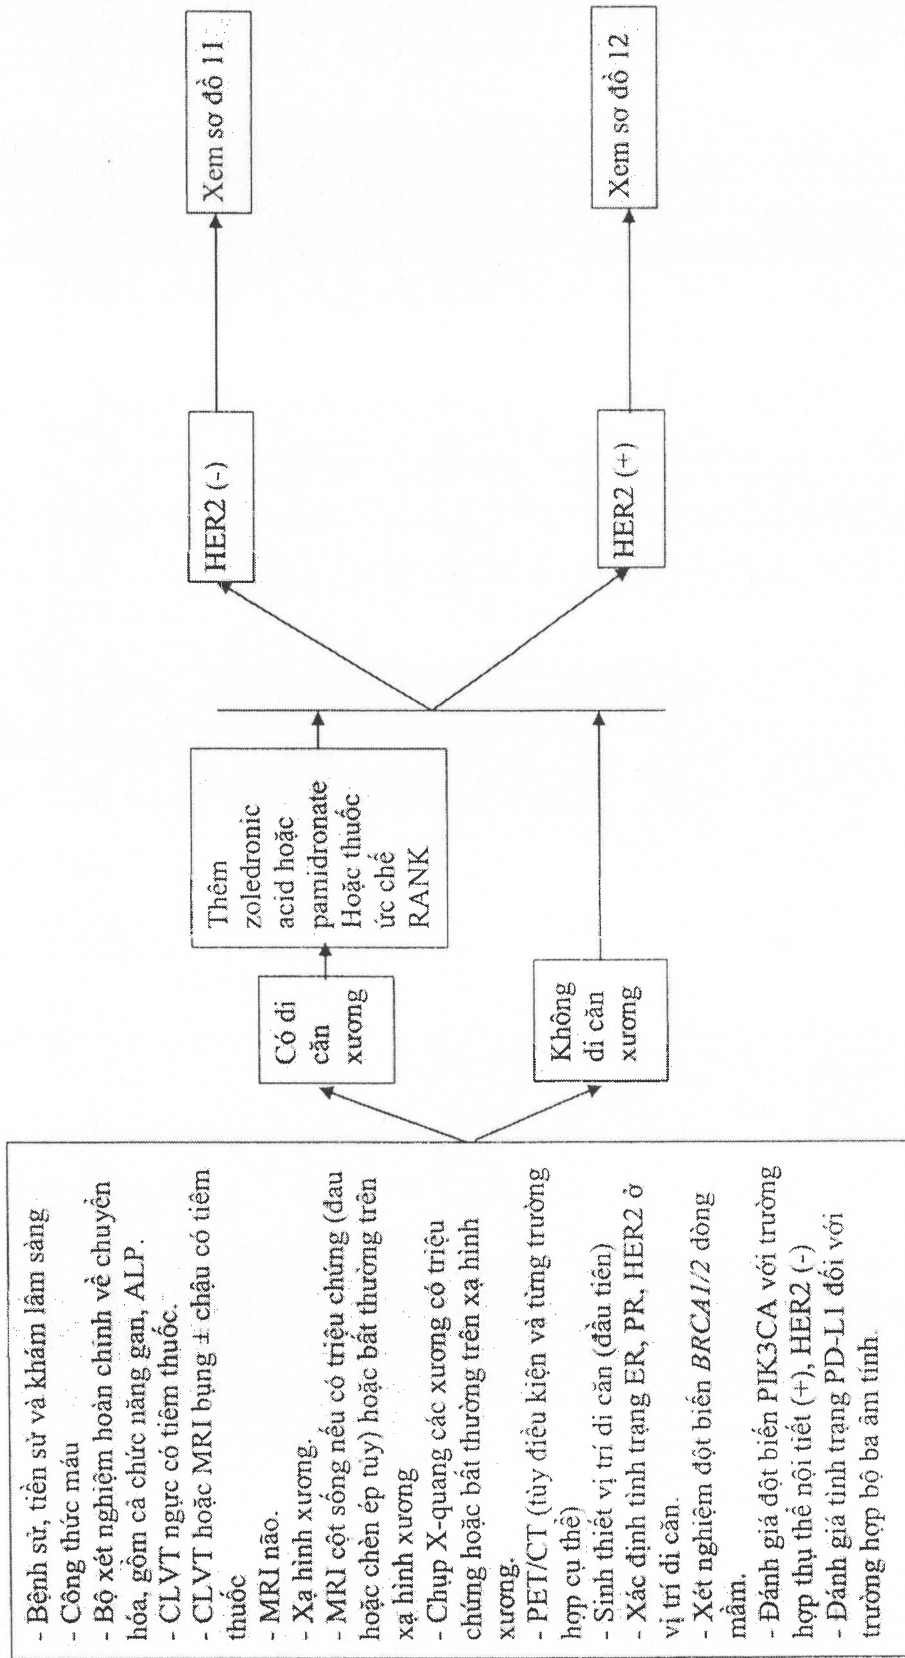 - Bệnh sử, tiền sử và khám lâm sàng
- Công thức máu
- Bộ xét nghiệm hoàn chỉnh về chuyển
hóa, gồm cả chức năng gan, ALP.
- CLVT ngực có tiêm thuốc.
- CLVT hoặc MRI bụng ± chậu có tiêm
thuốc
- MRI não.
- Xạ hình xương.
- MRI cột sống nếu có triệu chứng (đau
hoặc chèn ép tuỷ) hoặc bất thường trên
xạ hình xương
- Chụp X-quang các xương có triệu
chứng hoặc bất thường trên xạ hình
xương.
- PET/CT (tùy điều kiện và từng trường
hợp cụ thể)
- Sinh thiết vị trí di căn (đầu tiên)
- Xác định tình trạng ER, PR, HER2 ở
vị trí di căn.
- Xét nghiệm đột biến BRCA1/2 dòng
mầm.
- Đánh giá đột biến PIK3CA với trường
hợp thụ thể nội tiết (+), HER2 (-)
- Đánh giá tình trạng PD-L1 đối với
trường hợp bộ ba âm tính.
Có di
căn
xương
Không
di căn
xương
Thêm
zoledronic
acid hoặc
pamidronate
Hoặc thuốc
ức chế
RANK
HER2 (-)
HER2 (+)
Xem sơ đồ 11
Xem sơ đồ 12